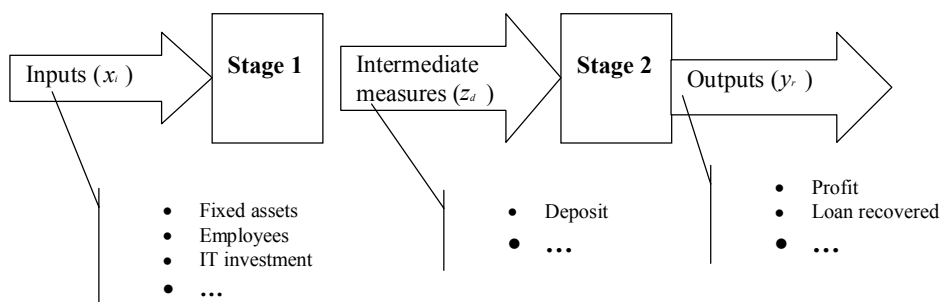 Inputs (xᵢ)
Stage 1
Intermediate
measures (z_d )
Stage 2
Outputs (yᵣ )
• Fixed assets
• Employees
• IT investment
• …
• Deposit
• …
• Profit
• Loan recovered
• …